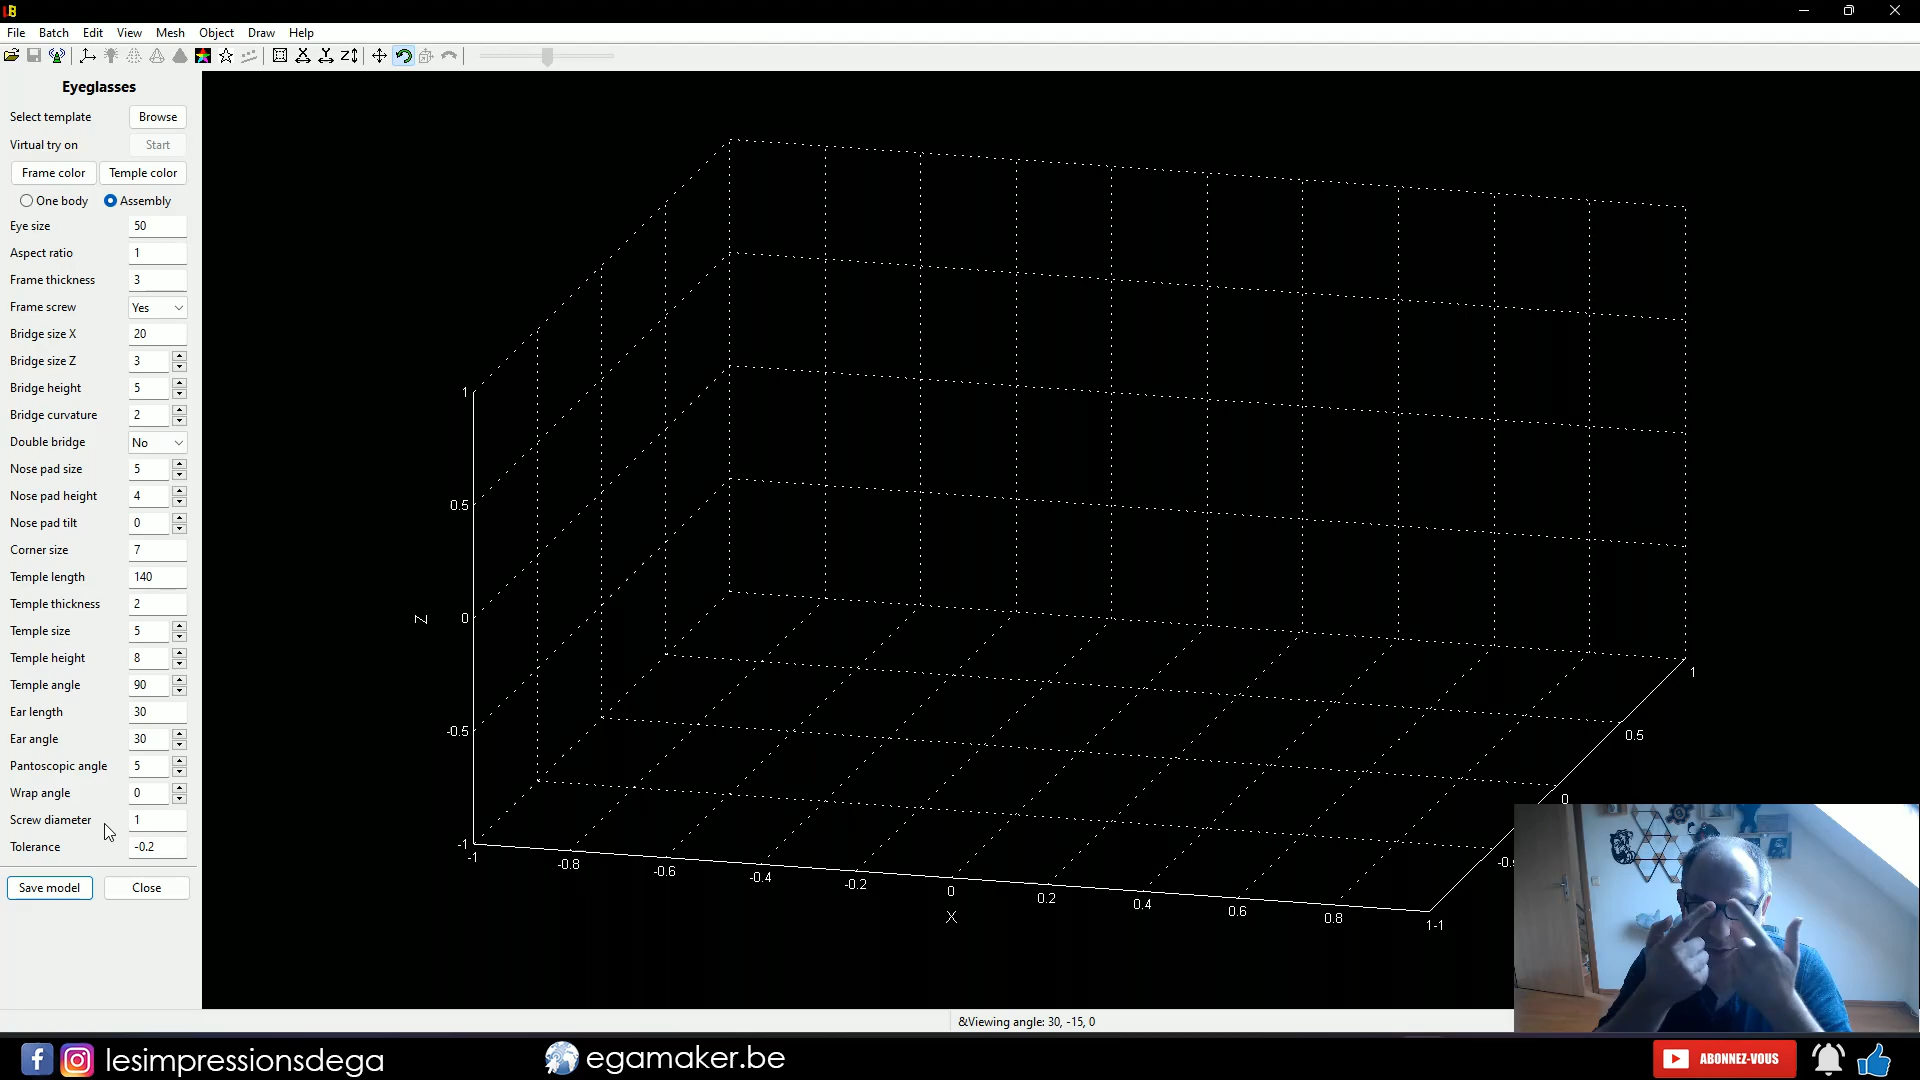 File Batch Edit View Mesh Object Draw Help
Eyeglasses
Select template Browse
Virtual try on Start
Frame color Temple color
One body Assembly
Eye size 50
Aspect ratio 1
Frame thickness 3
Frame screw Yes
Bridge size X 20
Bridge size Z 3
Bridge height 5
Bridge curvature 2
Double bridge No
Nose pad size 5
Nose pad height 4
Nose pad tilt 0
Corner size 7
Temple length 140
Temple thickness 2
Temple size 5
Temple height 8
Temple angle 90
Ear length 30
Ear angle 30
Pantoscopic angle 5
Wrap angle 0
Screw diameter 1
Tolerance -0.2
Save model Close
1
0.5
Z
0
-0.5
-1
-1 -0.8 -0.6 -0.4 -0.2 0 0.2 0.4 0.6 0.8 1-1
X
1
0.5
0
&Viewing angle: 30, -15, 0
lesimpressionsdega
egamaker.be
ABONNEZ-VOUS